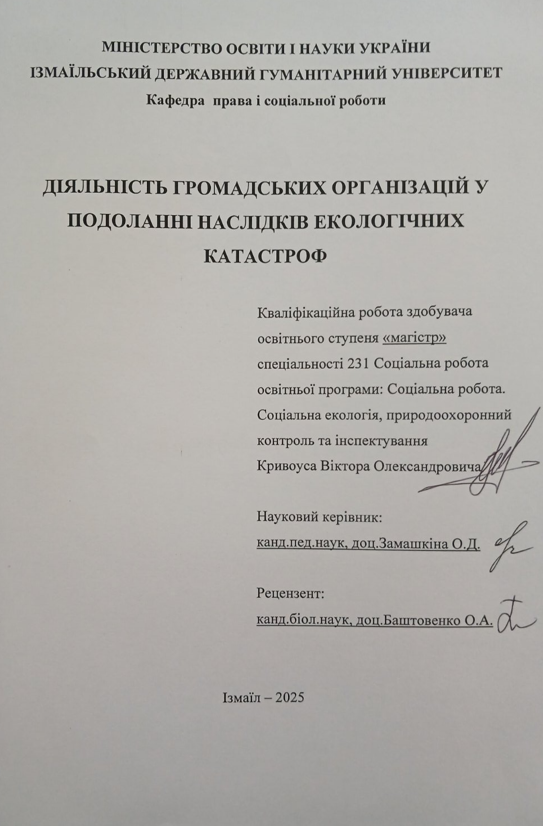 МІНІСТЕРСТВО ОСВІТИ І НАУКИ УКРАЇНИ
ІЗМАЇЛЬСЬКИЙ ДЕРЖАВНИЙ ГУМАНІТАРНИЙ УНІВЕРСИТЕТ
Кафедра права і соціальної роботи
ДІЯЛЬНІСТЬ ГРОМАДСЬКИХ ОРГАНІЗАЦІЙ У
ПОДОЛАННІ НАСЛІДКІВ ЕКОЛОГІЧНИХ
КАТАСТРОФ
Кваліфікаційна робота здобувача
освітнього ступеня «магістр»
спеціальності 231 Соціальна робота
освітньої програми: Соціальна робота.
Соціальна екологія, природоохоронний
контроль та інспектування
Кривоуса Віктора Олександровича
Науковий керівник:
канд.пед.наук, доц.Замашкіна О.Д.
Рецензент:
канд.біол.наук, доц.Баштовенко О.А.
Ізмаїл – 2025